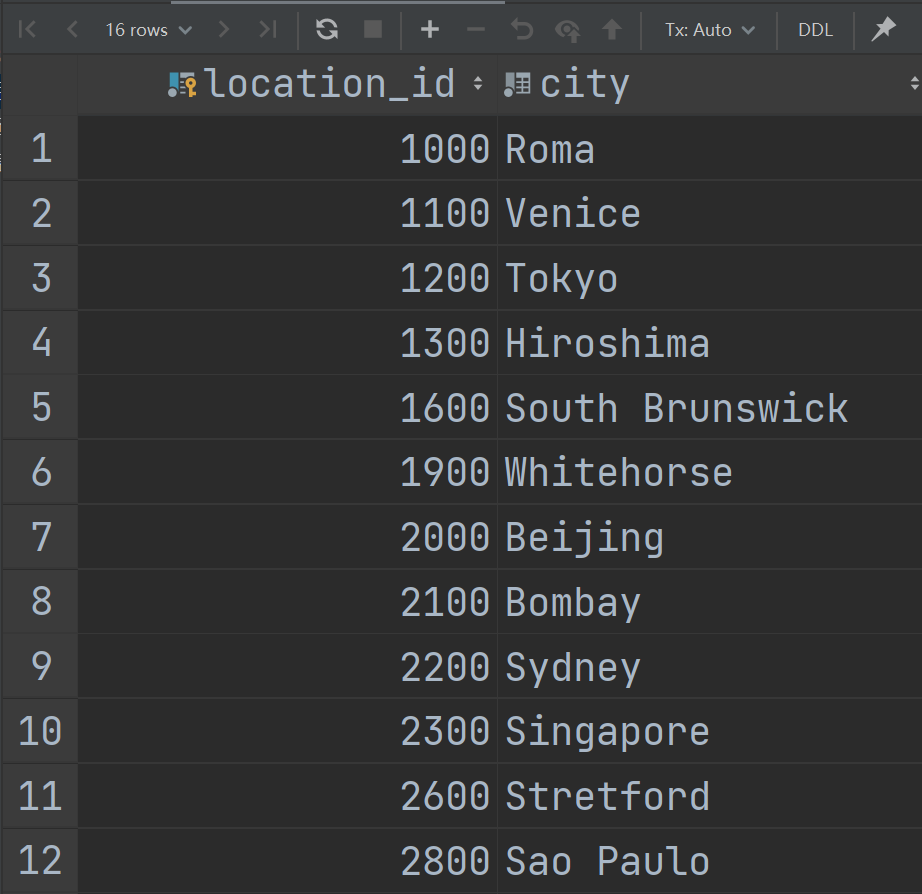 16 rows Tx: Auto DDL
location_id city
1 1000 Roma
2 1100 Venice
3 1200 Tokyo
4 1300 Hiroshima
5 1600 South Brunswick
6 1900 Whitehorse
7 2000 Beijing
8 2100 Bombay
9 2200 Sydney
10 2300 Singapore
11 2600 Stretford
12 2800 Sao Paulo